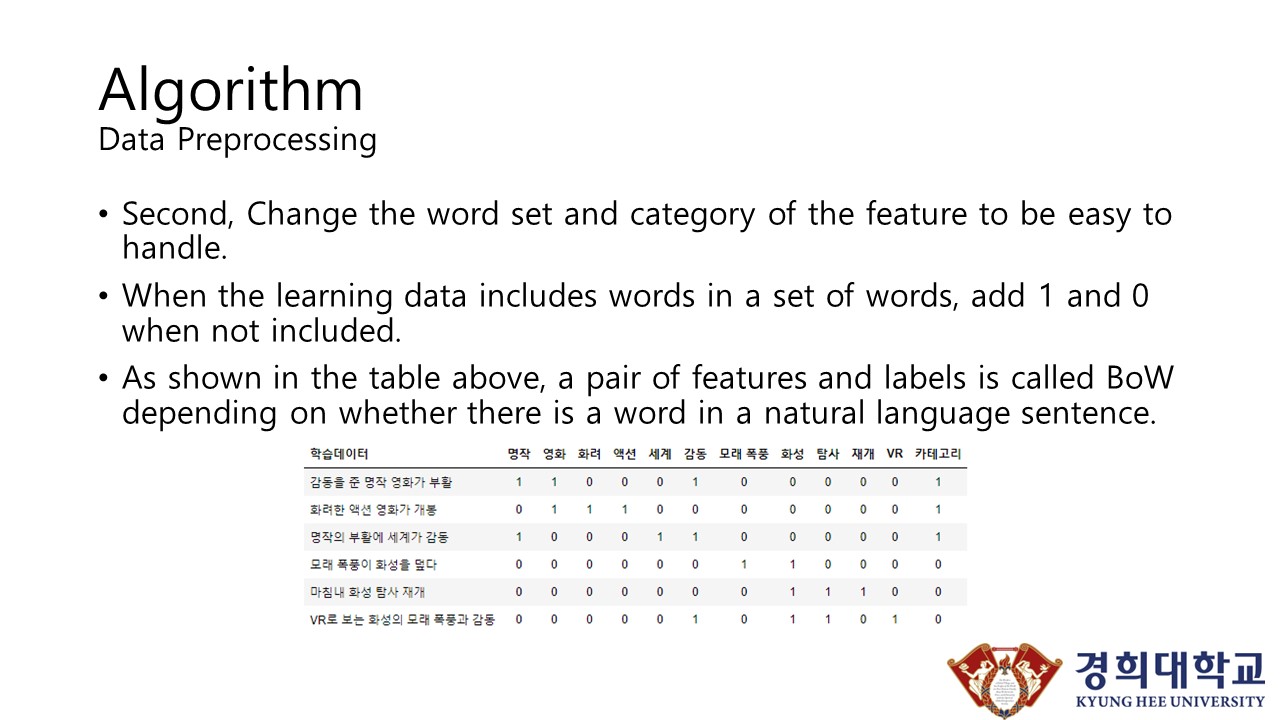 Algorithm
Data Preprocessing
• Second, Change the word set and category of the feature to be easy to
handle.
• When the learning data includes words in a set of words, add 1 and 0
when not included.
• As shown in the table above, a pair of features and labels is called BoW
depending on whether there is a word in a natural language sentence.
학습데이터 명작 영화 화려 액션 세계 감동 모래 폭풍 화성 탐사 재개 VR 카테고리
감동을 준 명작 영화가 부활 1 1 0 0 0 1 0 0 0 0 0 1
화려한 액션 영화가 개봉 0 1 1 1 0 0 0 0 0 0 0 1
명작의 부활에 세계가 감동 1 0 0 0 1 1 0 0 0 0 0 1
모래 폭풍이 화성을 덮다 0 0 0 0 0 0 1 1 0 0 0 0
마침내 화성 탐사 재개 0 0 0 0 0 0 0 1 1 1 0 0
VR로 보는 화성의 모래 폭풍과 감동 0 0 0 0 0 1 0 1 1 0 1 0
경희대학교
KYUNG HEE UNIVERSITY